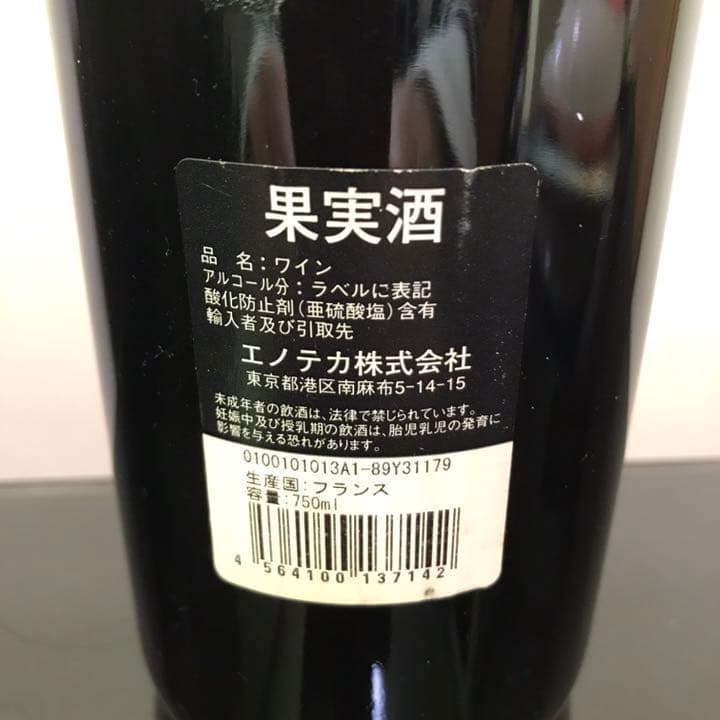 果実酒
品　名：ワイン
アルコール分：ラベルに表記
酸化防止剤(亜硫酸塩)含有
輸入者及び引取先
エノテカ株式会社
東京都港区南麻布5-14-15
未成年者の飲酒は、法律で禁じられています。
妊娠中及び授乳期の飲酒は、胎児乳児の発育に
影響を与える恐れがあります。
0100101013A1-89Y31179
生産国:フランス
容量:750ml
4 564100 137142